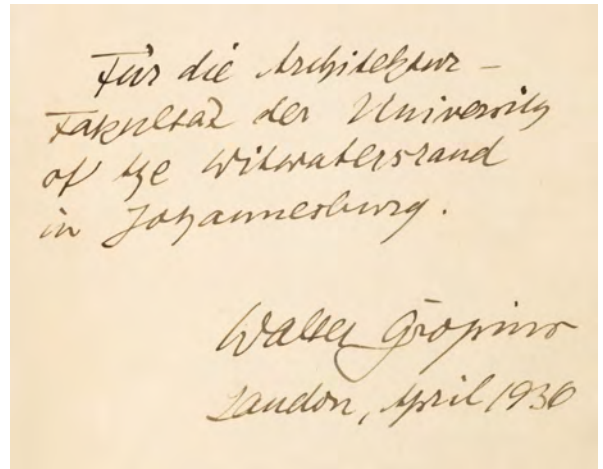 Für die Architektur-
Fakultät der University
of the Witwatersrand
in Johannesburg.
Walter Gropius
London, April 1936